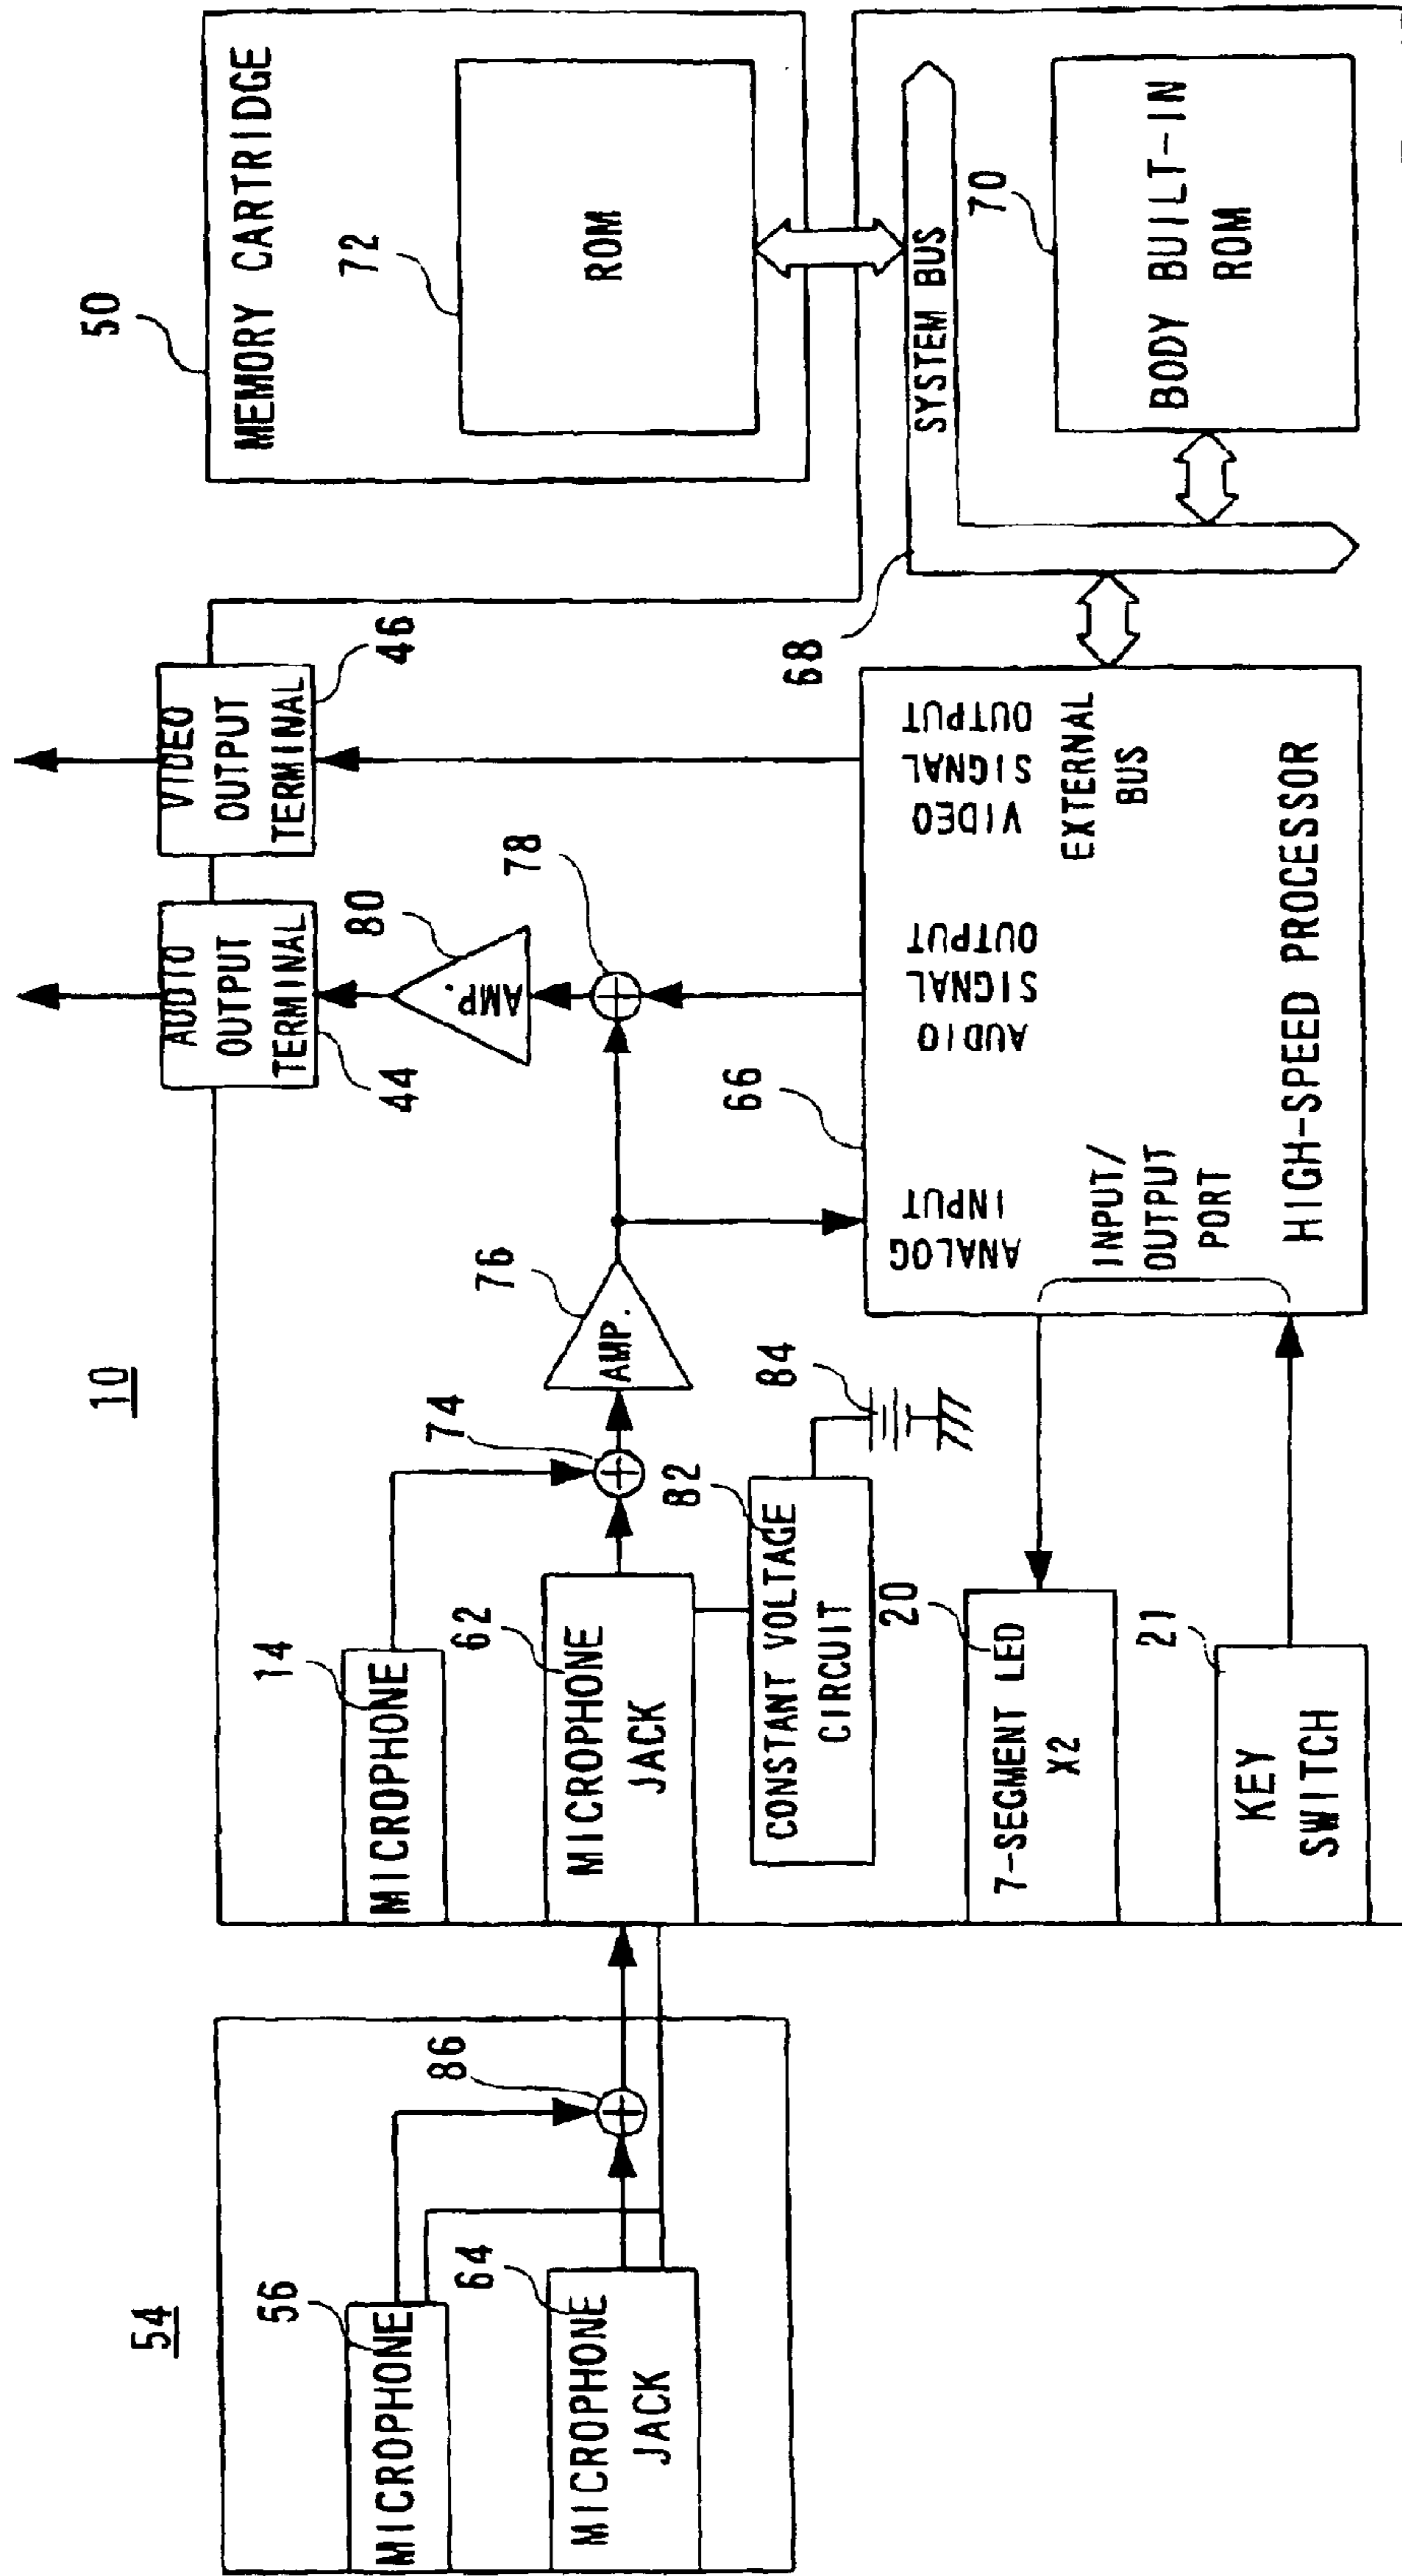 10
54
50
MEMORY CARTRIDGE
72
ROM
VIDEO
OUTPUT
TERMINAL
46
AUDIO
OUTPUT
TERMINAL
44
80
AMP.
78
76
AMP.
74
14
MICROPHONE
62
MICROPHONE
JACK
82
CONSTANT VOLTAGE
CIRCUIT
84
20
7-SEGMENT LED
X2
21
KEY
SWITCH
56
MICROPHONE
64
MICROPHONE
JACK
86
66
ANALOG
INPUT
AUDIO
SIGNAL
OUTPUT
VIDEO
SIGNAL
OUTPUT
EXTERNAL
BUS
INPUT/
OUTPUT
PORT
HIGH-SPEED PROCESSOR
68
SYSTEM BUS
70
BODY BUILT-IN
ROM